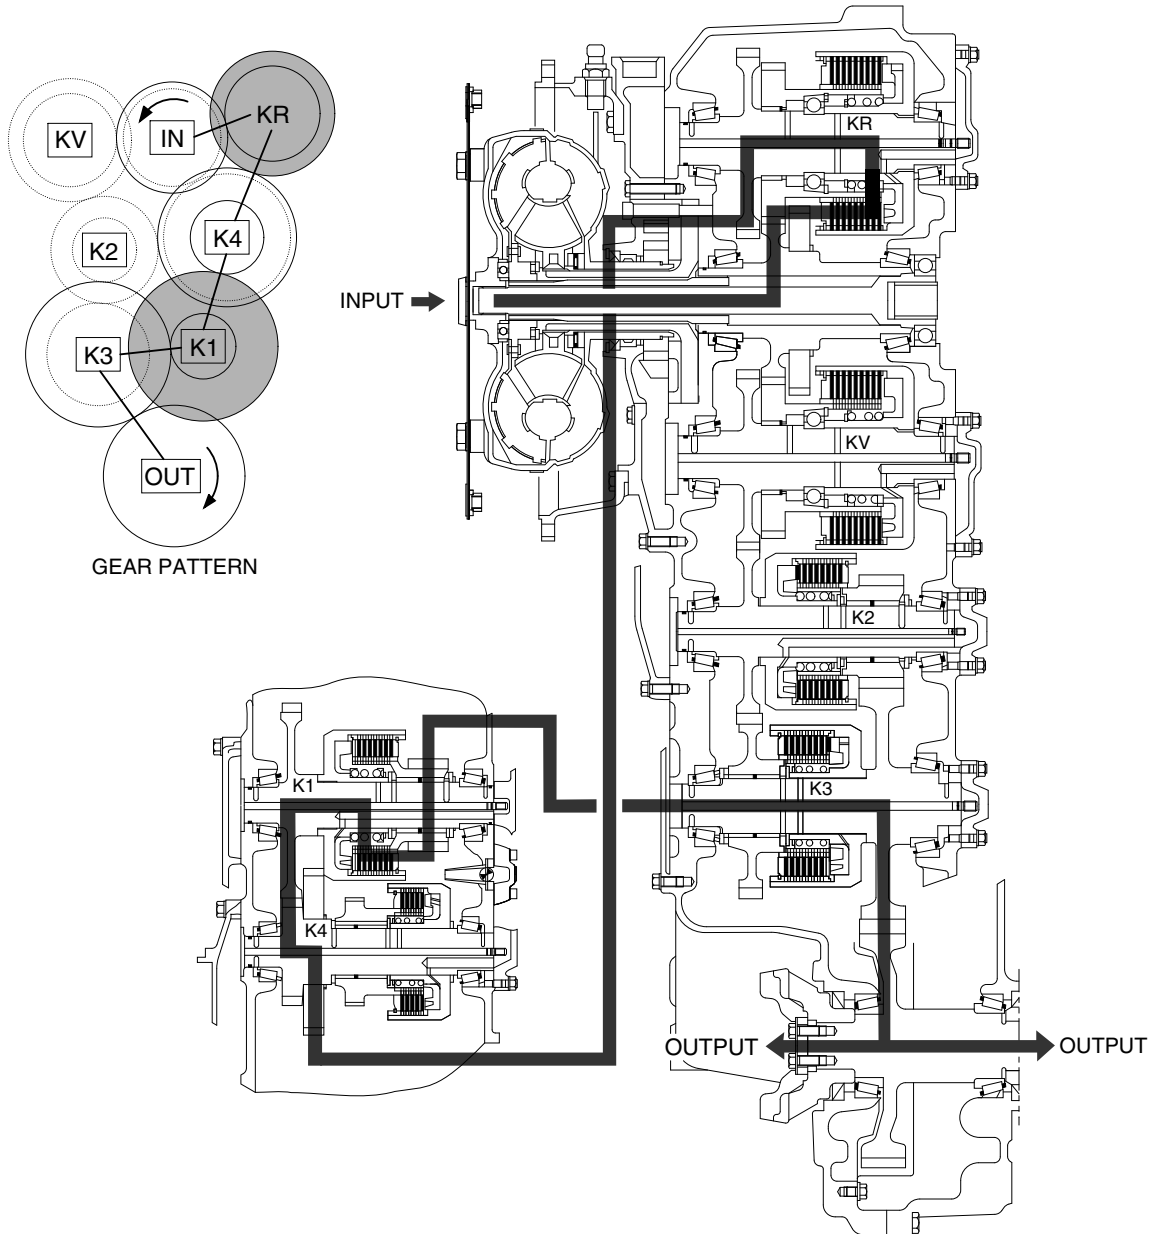 KV
IN
KR
K2
K4
K3
K1
OUT
GEAR PATTERN
INPUT
KR
KV
K2
K3
K1
K4
OUTPUT
OUTPUT